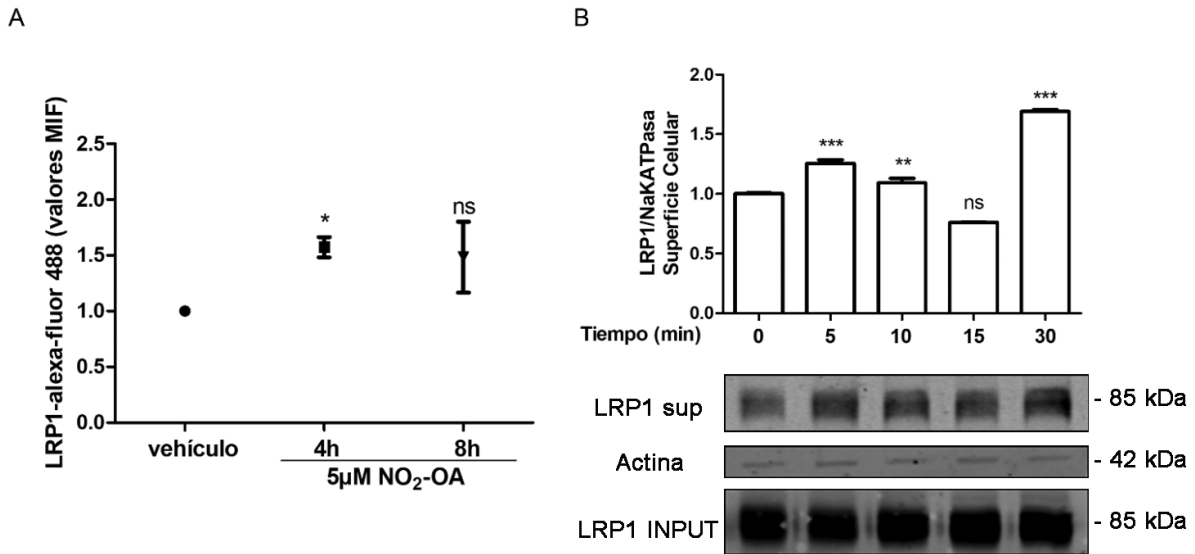 A
LRP1-alexa-fluor 488 (valores MIF)
2.5
2.0
1.5
1.0
0.5
0.0
*
ns
vehículo
4h
8h
5µM NO₂-OA
B
LRP1/NaKATPasa
Superficie Celular
2.0
1.5
1.0
0.5
0.0
***
**
ns
***
Tiempo (min)
0
5
10
15
30
LRP1 sup
- 85 kDa
Actina
- 42 kDa
LRP1 INPUT
- 85 kDa